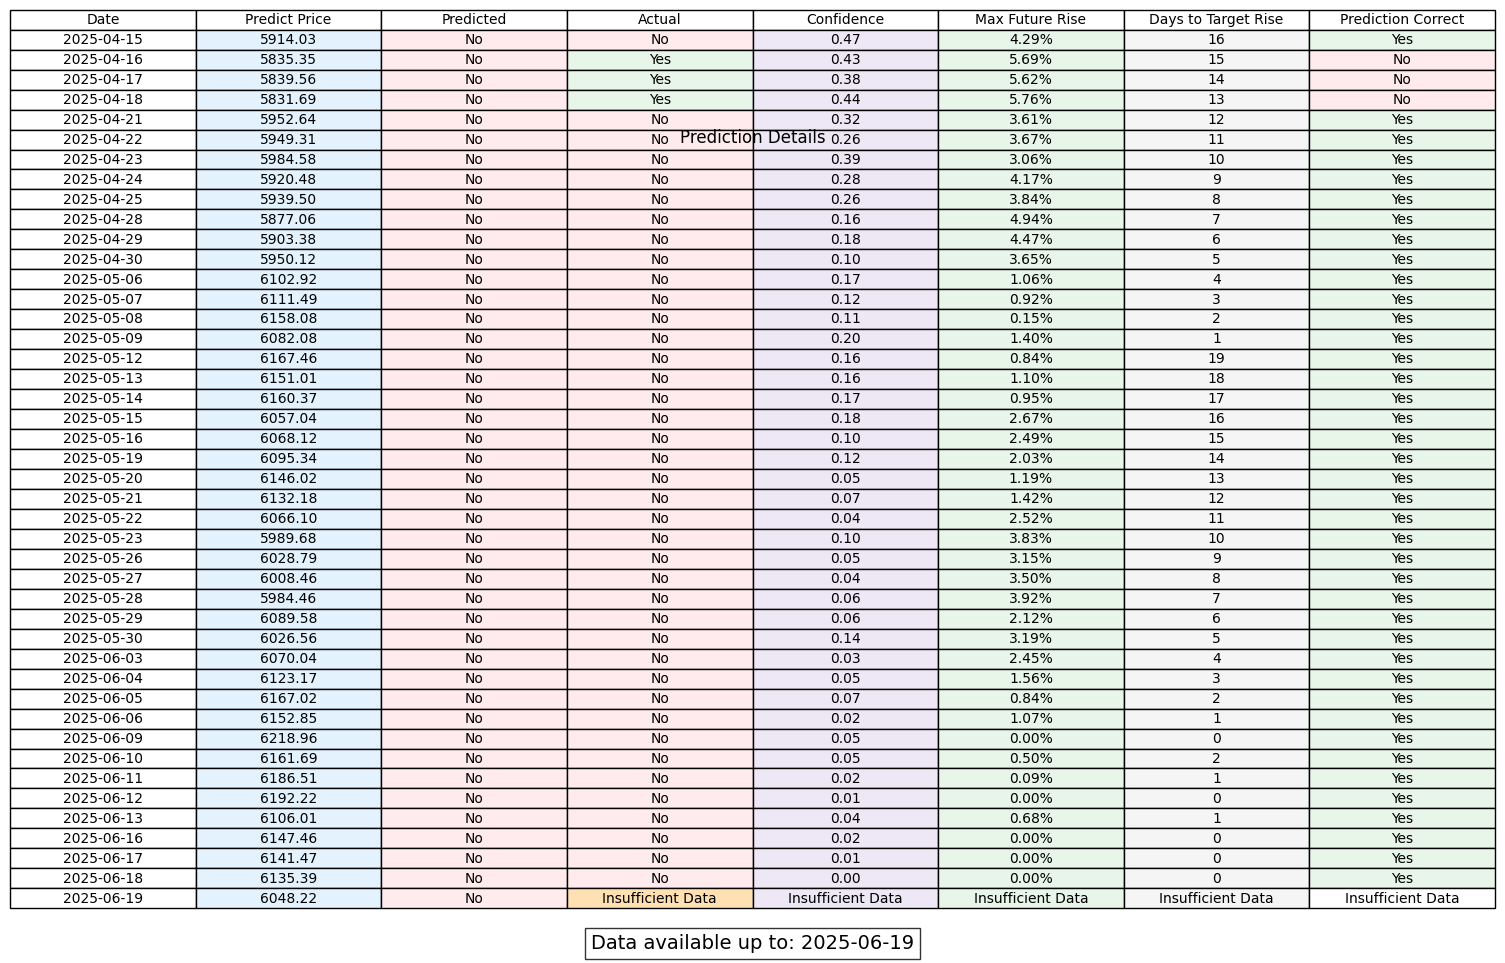 Date Predict Price Predicted Actual Confidence Max Future Rise Days to Target Rise Prediction Correct
2025-04-15 5914.03 No No 0.47 4.29% 16 Yes
2025-04-16 5835.35 No Yes 0.43 5.69% 15 No
2025-04-17 5839.56 No Yes 0.38 5.62% 14 No
2025-04-18 5831.69 No Yes 0.44 5.76% 13 No
2025-04-21 5952.64 No No 0.32 3.61% 12 Yes
Prediction Details
2025-04-22 5949.31 No No 0.26 3.67% 11 Yes
2025-04-23 5984.58 No No 0.39 3.06% 10 Yes
2025-04-24 5920.48 No No 0.28 4.17% 9 Yes
2025-04-25 5939.50 No No 0.26 3.84% 8 Yes
2025-04-28 5877.06 No No 0.16 4.94% 7 Yes
2025-04-29 5903.38 No No 0.18 4.47% 6 Yes
2025-04-30 5950.12 No No 0.10 3.65% 5 Yes
2025-05-06 6102.92 No No 0.17 1.06% 4 Yes
2025-05-07 6111.49 No No 0.12 0.92% 3 Yes
2025-05-08 6158.08 No No 0.11 0.15% 2 Yes
2025-05-09 6082.08 No No 0.20 1.40% 1 Yes
2025-05-12 6167.46 No No 0.16 0.84% 19 Yes
2025-05-13 6151.01 No No 0.16 1.10% 18 Yes
2025-05-14 6160.37 No No 0.17 0.95% 17 Yes
2025-05-15 6057.04 No No 0.18 2.67% 16 Yes
2025-05-16 6068.12 No No 0.10 2.49% 15 Yes
2025-05-19 6095.34 No No 0.12 2.03% 14 Yes
2025-05-20 6146.02 No No 0.05 1.19% 13 Yes
2025-05-21 6132.18 No No 0.07 1.42% 12 Yes
2025-05-22 6066.10 No No 0.04 2.52% 11 Yes
2025-05-23 5989.68 No No 0.10 3.83% 10 Yes
2025-05-26 6028.79 No No 0.05 3.15% 9 Yes
2025-05-27 6008.46 No No 0.04 3.50% 8 Yes
2025-05-28 5984.46 No No 0.06 3.92% 7 Yes
2025-05-29 6089.58 No No 0.06 2.12% 6 Yes
2025-05-30 6026.56 No No 0.14 3.19% 5 Yes
2025-06-03 6070.04 No No 0.03 2.45% 4 Yes
2025-06-04 6123.17 No No 0.05 1.56% 3 Yes
2025-06-05 6167.02 No No 0.07 0.84% 2 Yes
2025-06-06 6152.85 No No 0.02 1.07% 1 Yes
2025-06-09 6218.96 No No 0.05 0.00% 0 Yes
2025-06-10 6161.69 No No 0.05 0.50% 2 Yes
2025-06-11 6186.51 No No 0.02 0.09% 1 Yes
2025-06-12 6192.22 No No 0.01 0.00% 0 Yes
2025-06-13 6106.01 No No 0.04 0.68% 1 Yes
2025-06-16 6147.46 No No 0.02 0.00% 0 Yes
2025-06-17 6141.47 No No 0.01 0.00% 0 Yes
2025-06-18 6135.39 No No 0.00 0.00% 0 Yes
2025-06-19 6048.22 No Insufficient Data Insufficient Data Insufficient Data Insufficient Data Insufficient Data
Data available up to: 2025-06-19